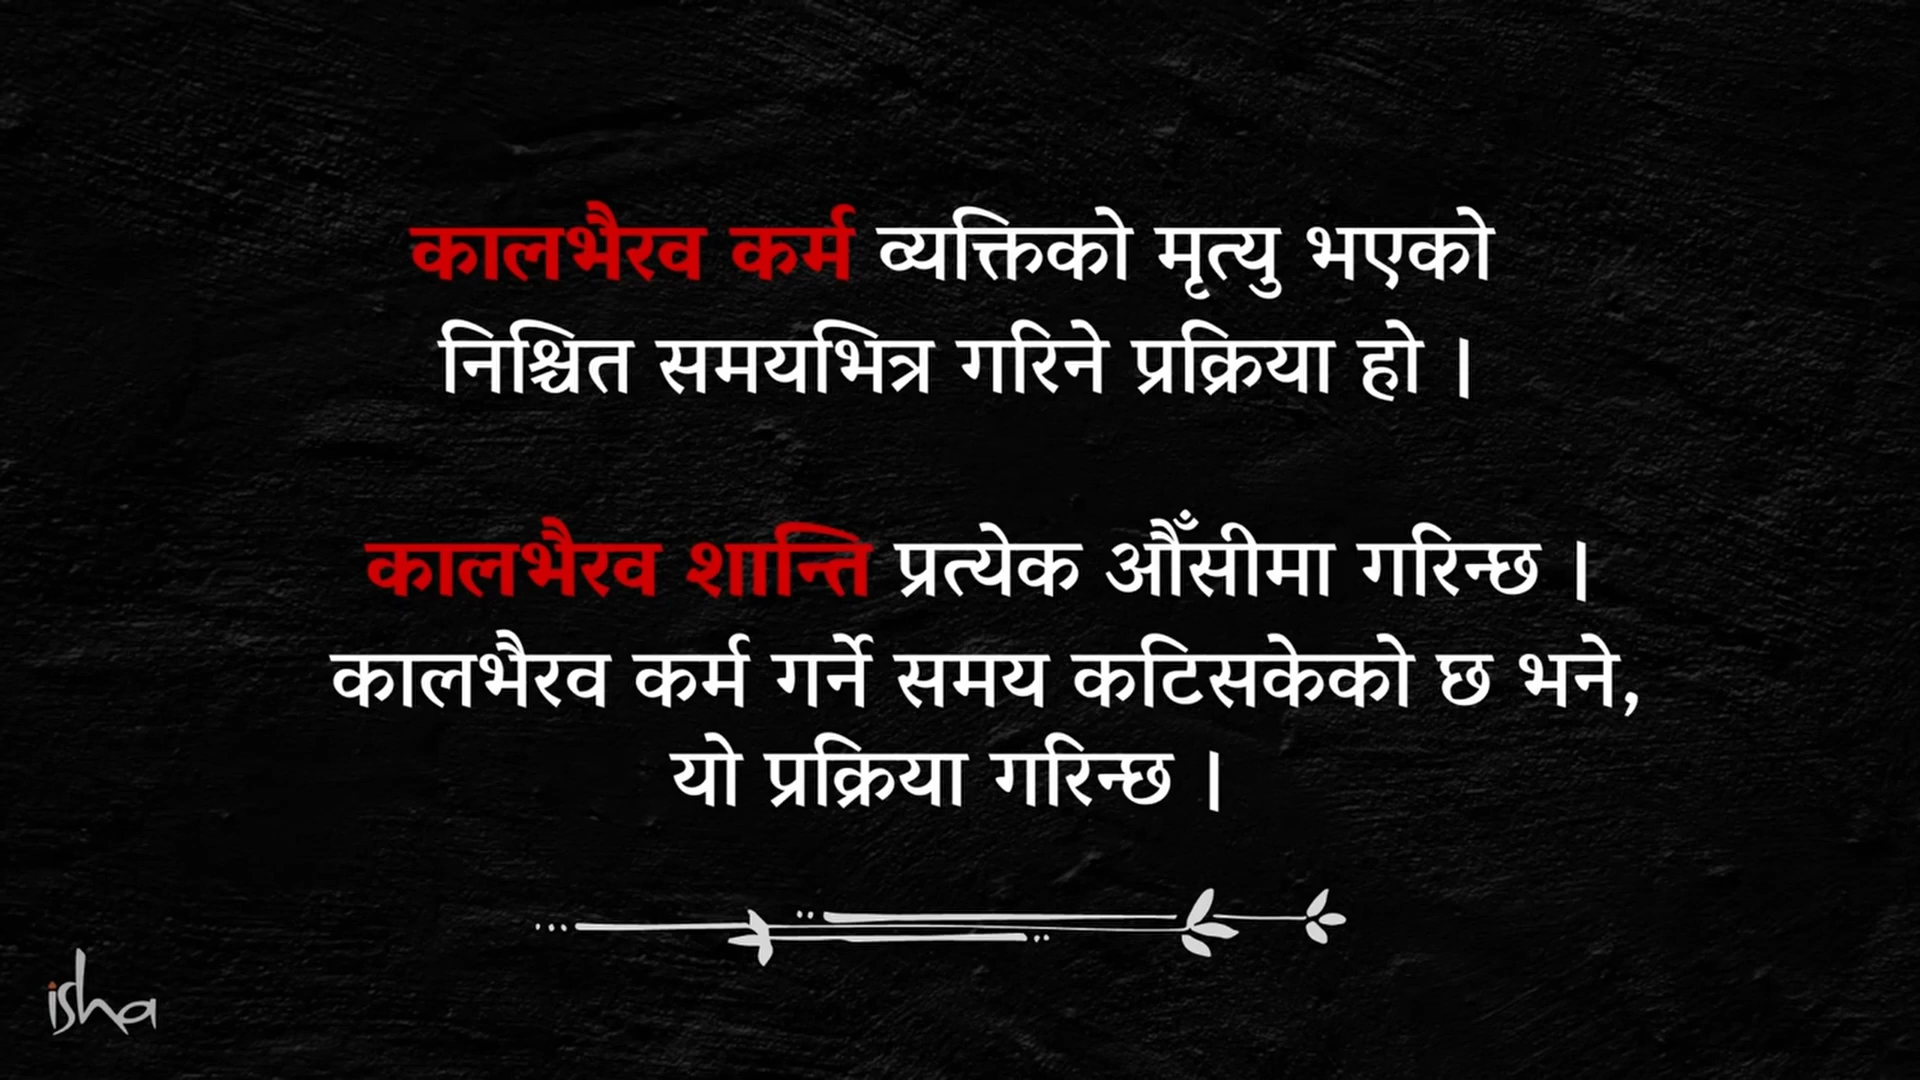 कालभैरव कर्म व्यक्तिको मृत्यु भएको
निश्चित समयभित्र गरिने प्रक्रिया हो ।
कालभैरव शान्ति प्रत्येक औँसीमा गरिन्छ ।
कालभैरव कर्म गर्ने समय कटिसकेको छ भने,
यो प्रक्रिया गरिन्छ ।
isha